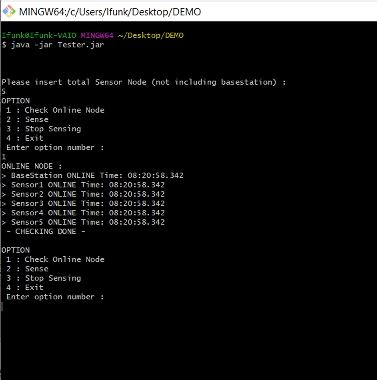 MINGW64:/c/Users/Ifunk/Desktop/DEMO
Ifunk@Ifunk-VAIO MINGW64 ~/Desktop/DEMO
$ java -jar Tester.jar
Please insert total Sensor Node (not including basestation) :
5
OPTION
1 : Check Online Node
2 : Sense
3 : Stop Sensing
4 : Exit
Enter option number :
1
ONLINE NODE :
> BaseStation ONLINE Time: 08:20:58.342
> Sensor1 ONLINE Time: 08:20:58.342
> Sensor2 ONLINE Time: 08:20:58.342
> Sensor3 ONLINE Time: 08:20:58.342
> Sensor4 ONLINE Time: 08:20:58.342
> Sensor5 ONLINE Time: 08:20:58.342
- CHECKING DONE -
OPTION
1 : Check Online Node
2 : Sense
3 : Stop Sensing
4 : Exit
Enter option number :